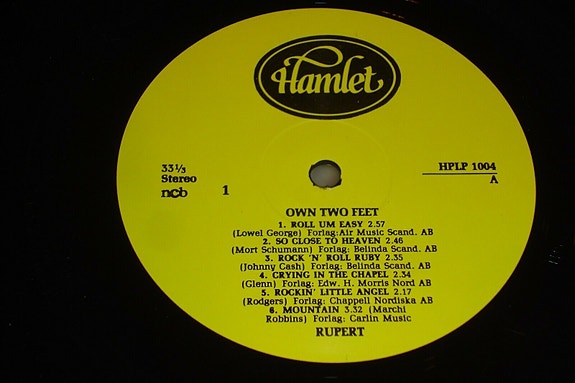 Hamlet
33⅓
Stereo
ncb
1
HPLP 1004
A
OWN TWO FEET
1. ROLL UM EASY 2.57
(Lowel George) Forlag:Air Music Scand. AB
2. SO CLOSE TO HEAVEN 2.46
(Mort Schumann) Forlag:Belinda Scand. AB
3. ROCK 'N' ROLL RUBY 2.35
(Johnny Cash) Forlag: Belinda Scand. AB
4. CRYING IN THE CHAPEL 2.34
(Glenn) Forlag: Edw. H. Morris Nord AB
5. ROCKIN' LITTLE ANGEL 2.17
(Rodgers) Forlag: Chappell Nordiska AB
6. MOUNTAIN 3.32 (Marchi
Robbins) Forlag: Carlin Music
RUPERT